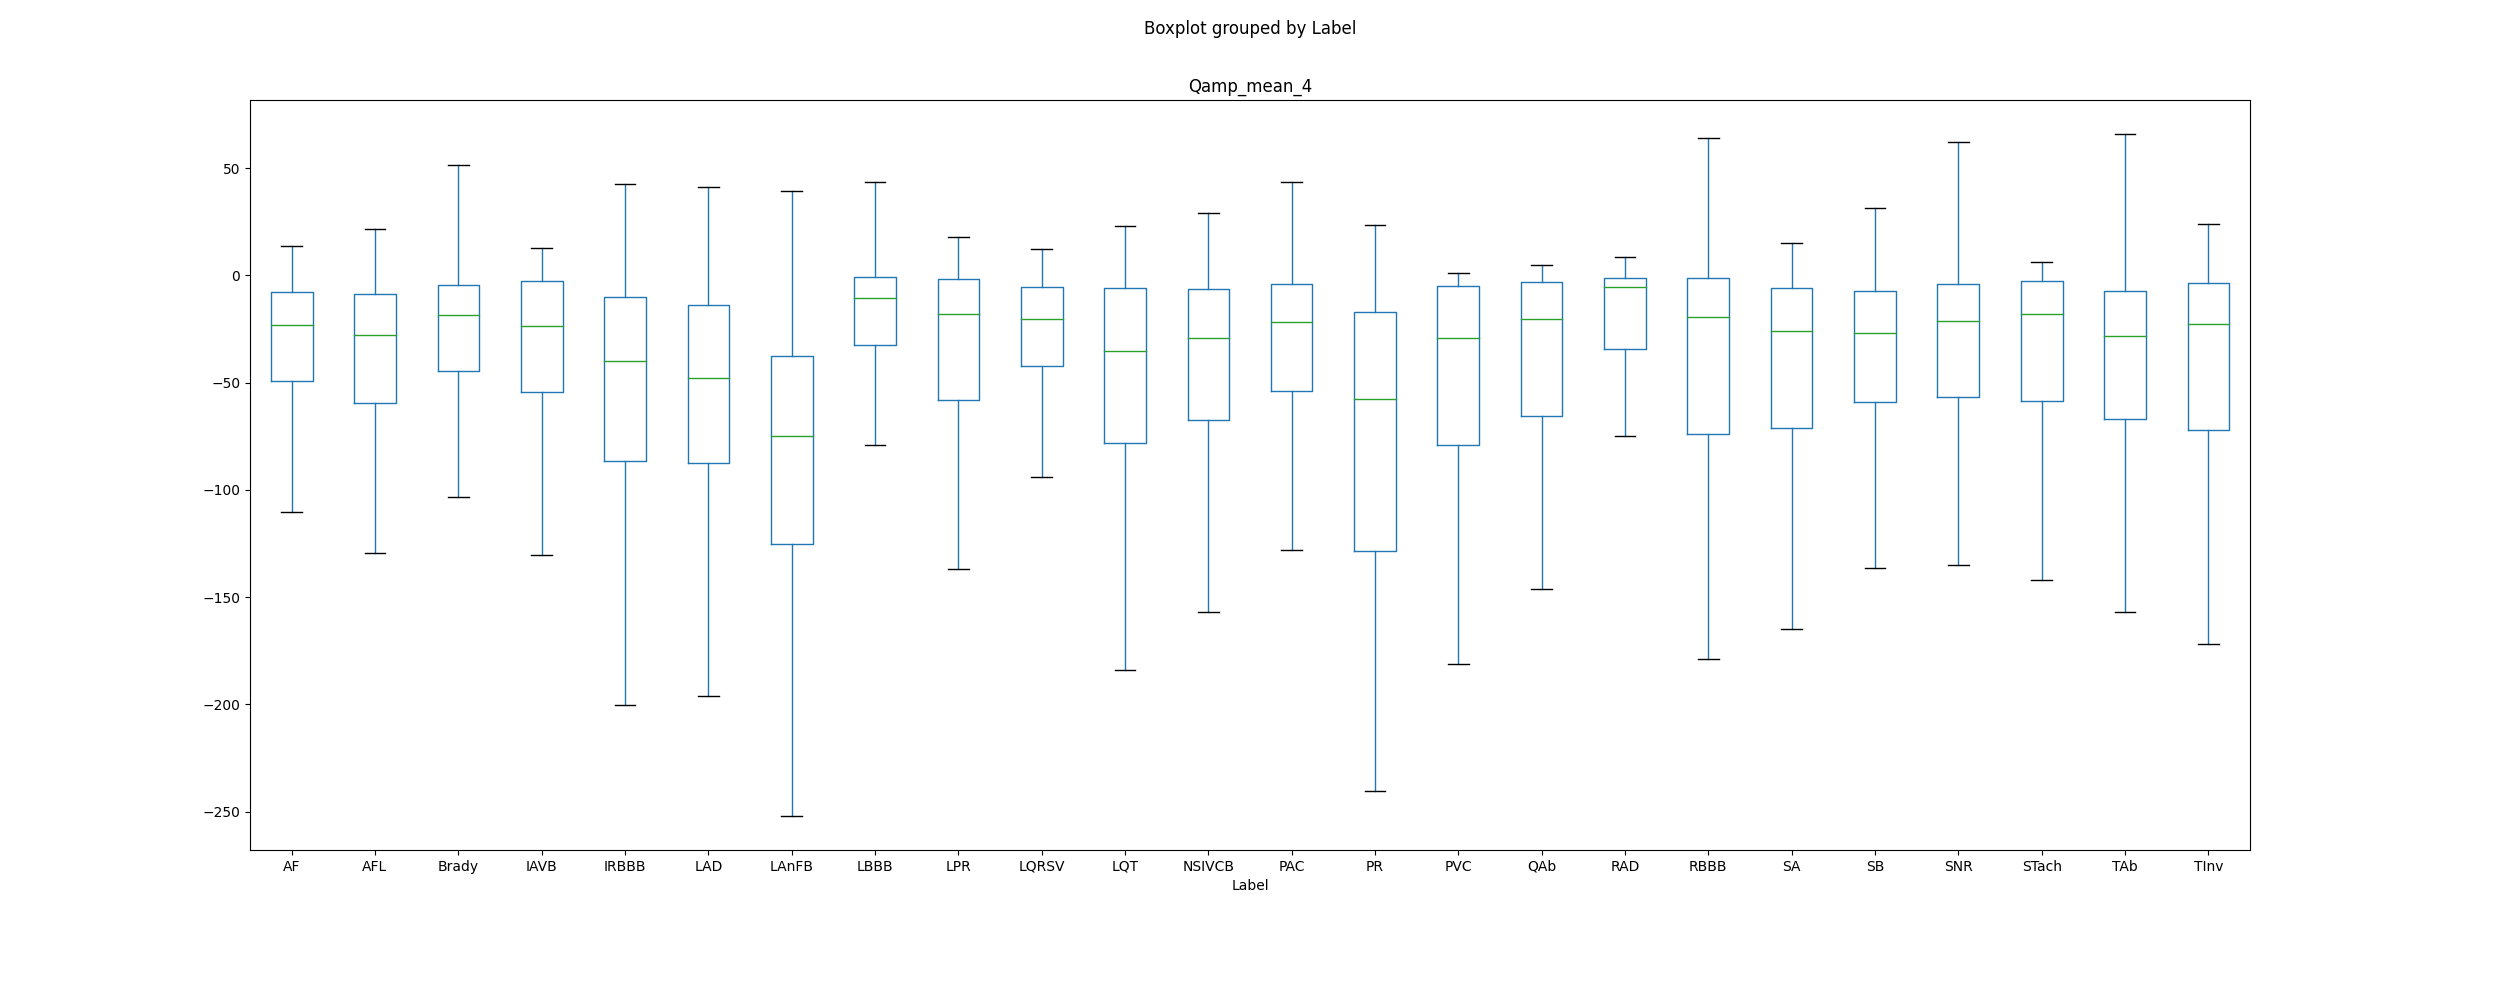 Boxplot grouped by Label
Qamp_mean_4
50
0
−50
−100
−150
−200
−250
AF AFL Brady IAVB IRBBB LAD LAnFB LBBB LPR LQRSV LQT NSIVCB PAC PR PVC QAb RAD RBBB SA SB SNR STach TAb TInv
Label